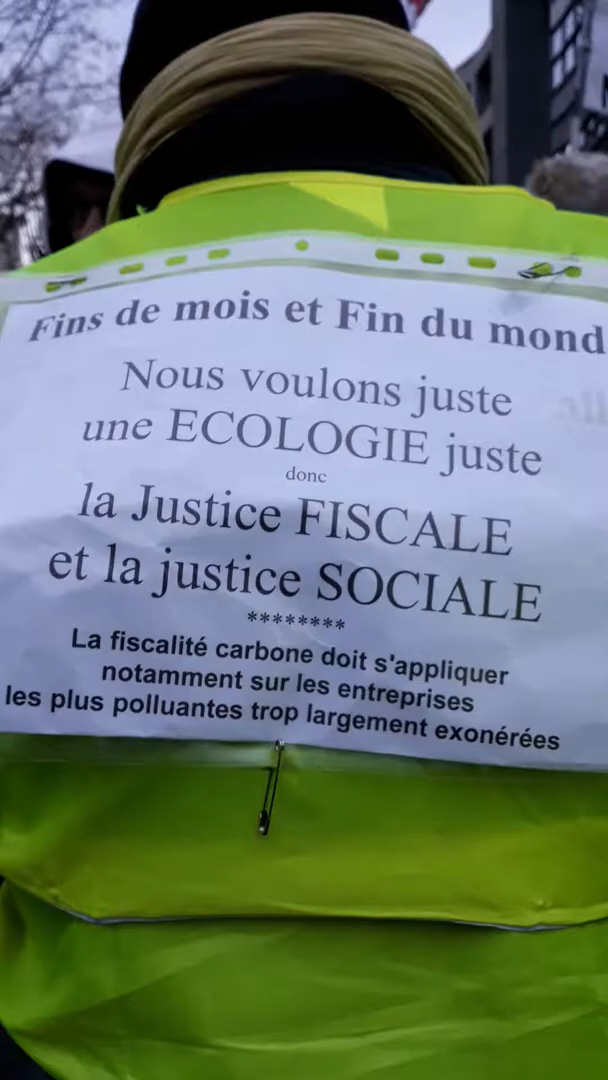 Fins de mois et Fin du mond
Nous voulons juste
une ECOLOGIE juste
donc
la Justice FISCALE
et la justice SOCIALE
********
La fiscalité carbone doit s'appliquer
notamment sur les entreprises
les plus polluantes trop largement exonérées